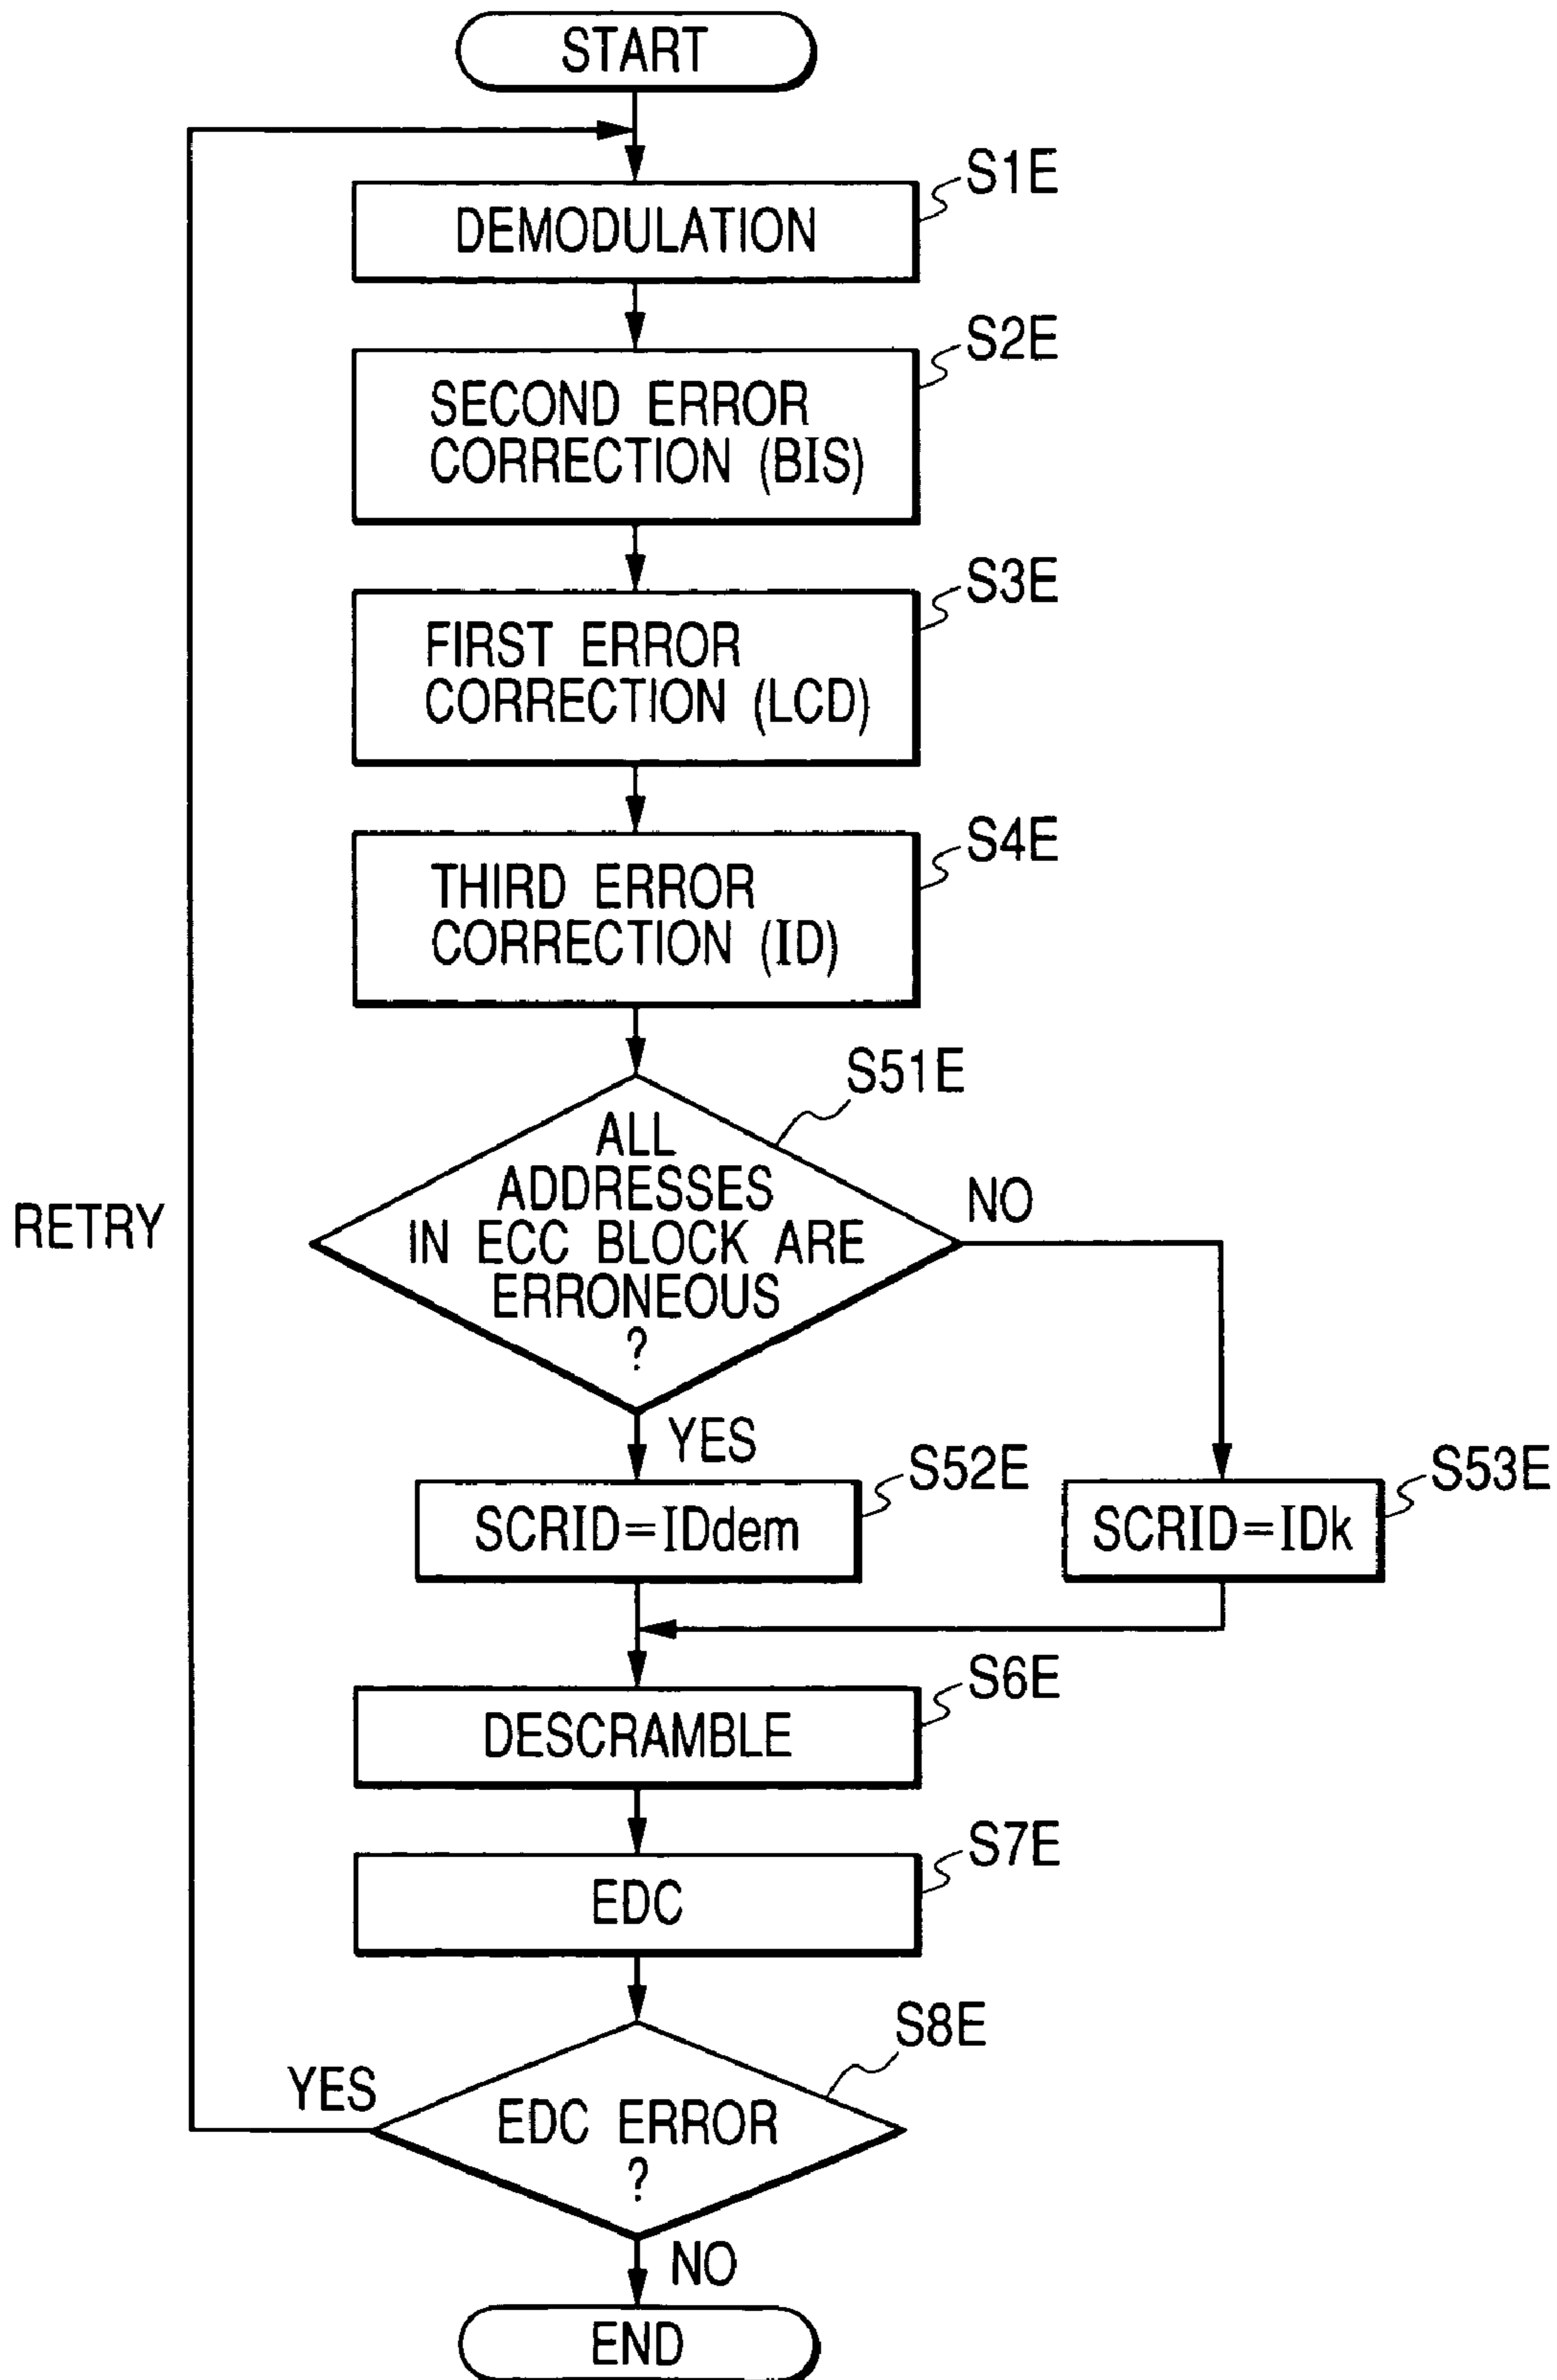 START
S1E
DEMODULATION
S2E
SECOND ERROR
CORRECTION (BIS)
S3E
FIRST ERROR
CORRECTION (LCD)
S4E
THIRD ERROR
CORRECTION (ID)
S51E
ALL
ADDRESSES
IN ECC BLOCK ARE
ERRONEOUS
?
NO
RETRY
YES
S52E
SCRID=IDdem
S53E
SCRID=IDk
S6E
DESCRAMBLE
S7E
EDC
S8E
YES
EDC ERROR
?
NO
END